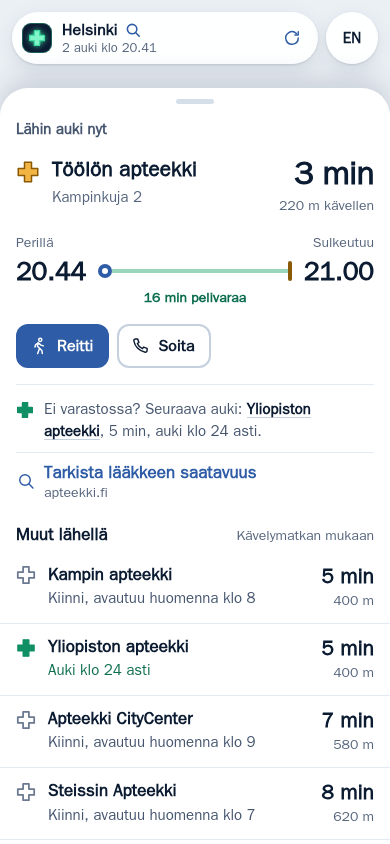 Helsinki
2 auki klo 20.41
EN
Lähin auki nyt
Töölön apteekki
3 min
Kampinkuja 2
220 m kävellen
Perillä
Sulkeutuu
20.44
21.00
16 min pelivaraa
Reitti
Soita
Ei varastossa? Seuraava auki: Yliopiston
apteekki, 5 min, auki klo 24 asti.
Tarkista lääkkeen saatavuus
apteekki.fi
Muut lähellä
Kävelymatkan mukaan
Kampin apteekki
5 min
Kiinni, avautuu huomenna klo 8
400 m
Yliopiston apteekki
5 min
Auki klo 24 asti
400 m
Apteekki CityCenter
7 min
Kiinni, avautuu huomenna klo 9
580 m
Steissin Apteekki
8 min
Kiinni, avautuu huomenna klo 7
620 m